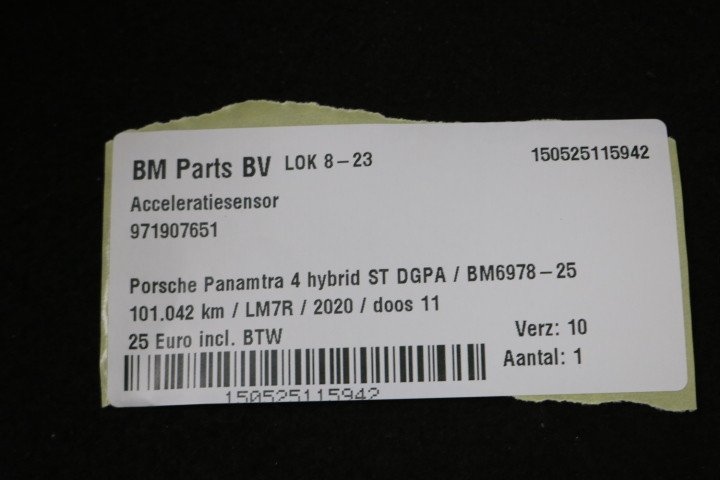 BM Parts BV LOK 8-23 150525115942
Acceleratiesensor
971907651
Porsche Panamtra 4 hybrid ST DGPA / BM6978-25
101.042 km / LM7R / 2020 / doos 11
25 Euro incl. BTW
Verz: 10
Aantal: 1
150525115942